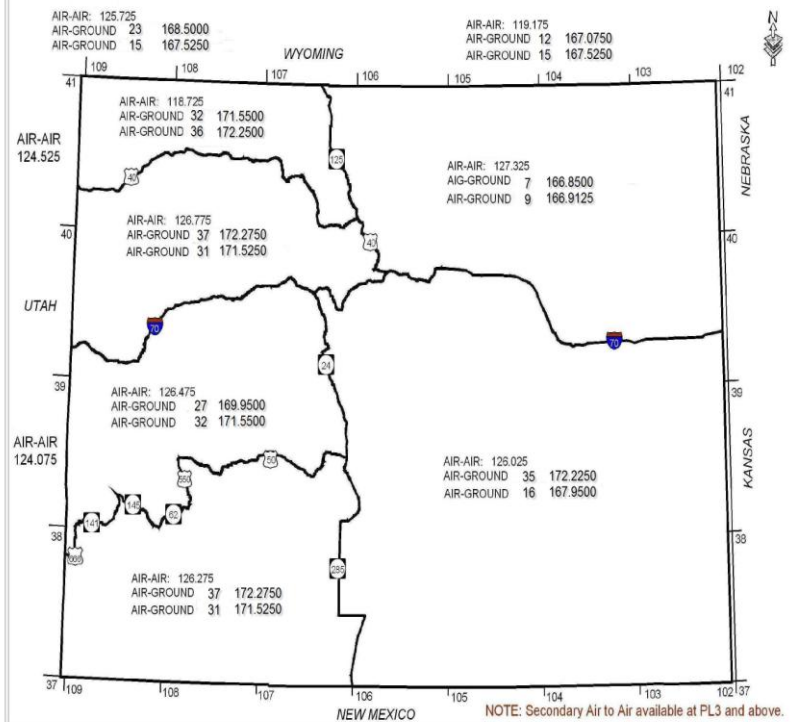 AIR-AIR: 125.725
AIR-GROUND 23 168.5000
AIR-GROUND 15 167.5250
AIR-AIR: 119.175
AIR-GROUND 12 167.0750
AIR-GROUND 15 167.5250
N
WYOMING
109 108 107 106 105 104 103 102
41 41
AIR-AIR: 118.725
AIR-GROUND 32 171.5500
AIR-GROUND 36 172.2500
AIR-AIR
124.525
NEBRASKA
125
40
AIR-AIR: 127.325
AIG-GROUND 7 166.8500
AIR-GROUND 9 166.9125
40 40
AIR-AIR: 126.775
AIR-GROUND 37 172.2750
AIR-GROUND 31 171.5250
40
UTAH
70
70
24
39 39
AIR-AIR: 126.475
AIR-GROUND 27 169.9500
AIR-GROUND 32 171.5500
AIR-AIR
124.075
KANSAS
50
550
AIR-AIR: 126.025
AIR-GROUND 35 172.2250
AIR-GROUND 16 167.9500
145
62
141
38 38
666
285
AIR-AIR: 126.275
AIR-GROUND 37 172.2750
AIR-GROUND 31 171.5250
37 37
109 108 107 106 105 104 103 102
NEW MEXICO
NOTE: Secondary Air to Air available at PL3 and above.